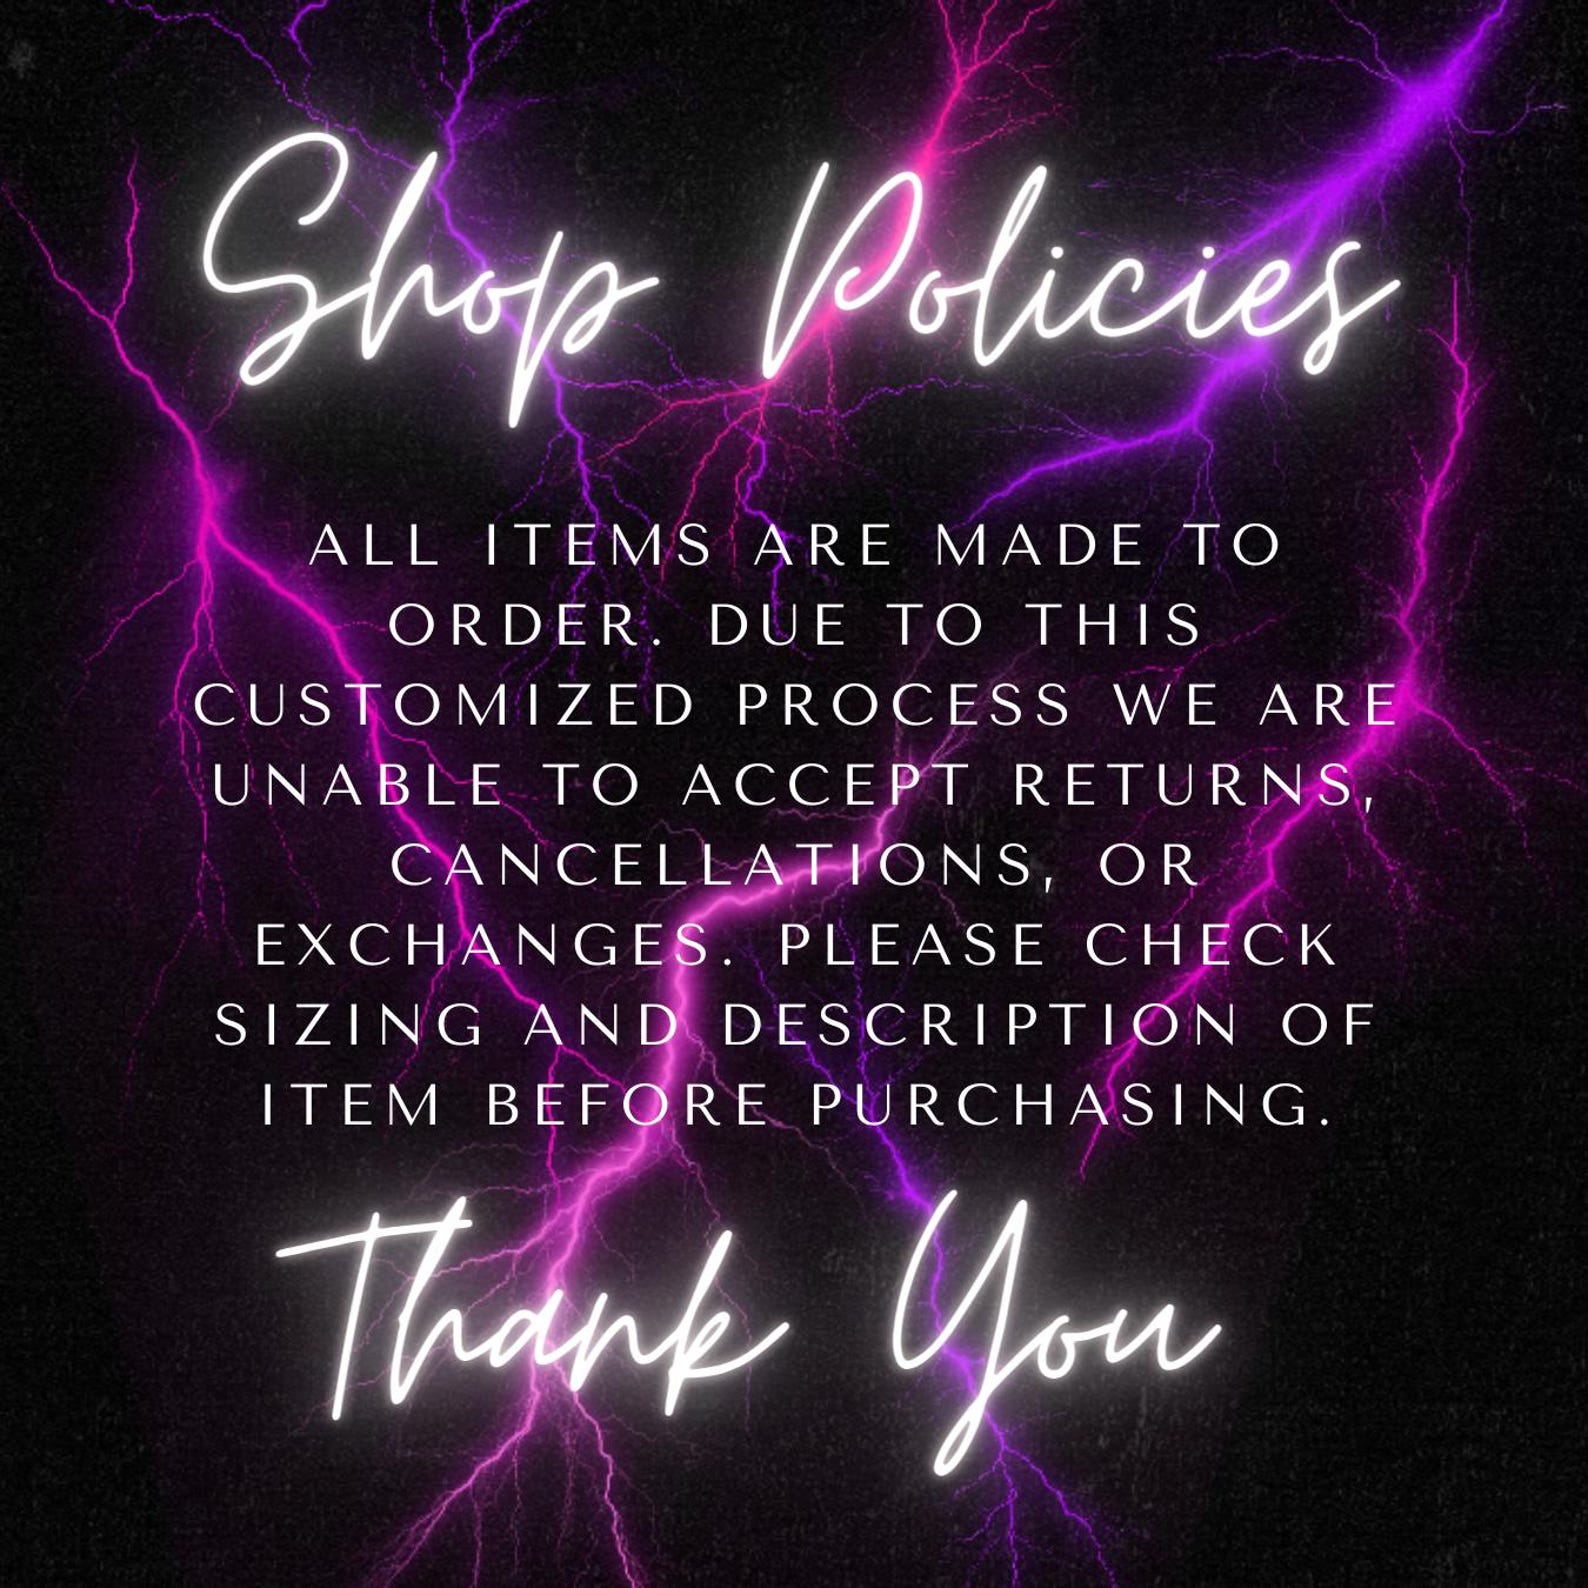 Shop Policies
ALL ITEMS ARE MADE TO
ORDER. DUE TO THIS
CUSTOMIZED PROCESS WE ARE
UNABLE TO ACCEPT RETURNS,
CANCELLATIONS, OR
EXCHANGES. PLEASE CHECK
SIZING AND DESCRIPTION OF
ITEM BEFORE PURCHASING.
Thank You